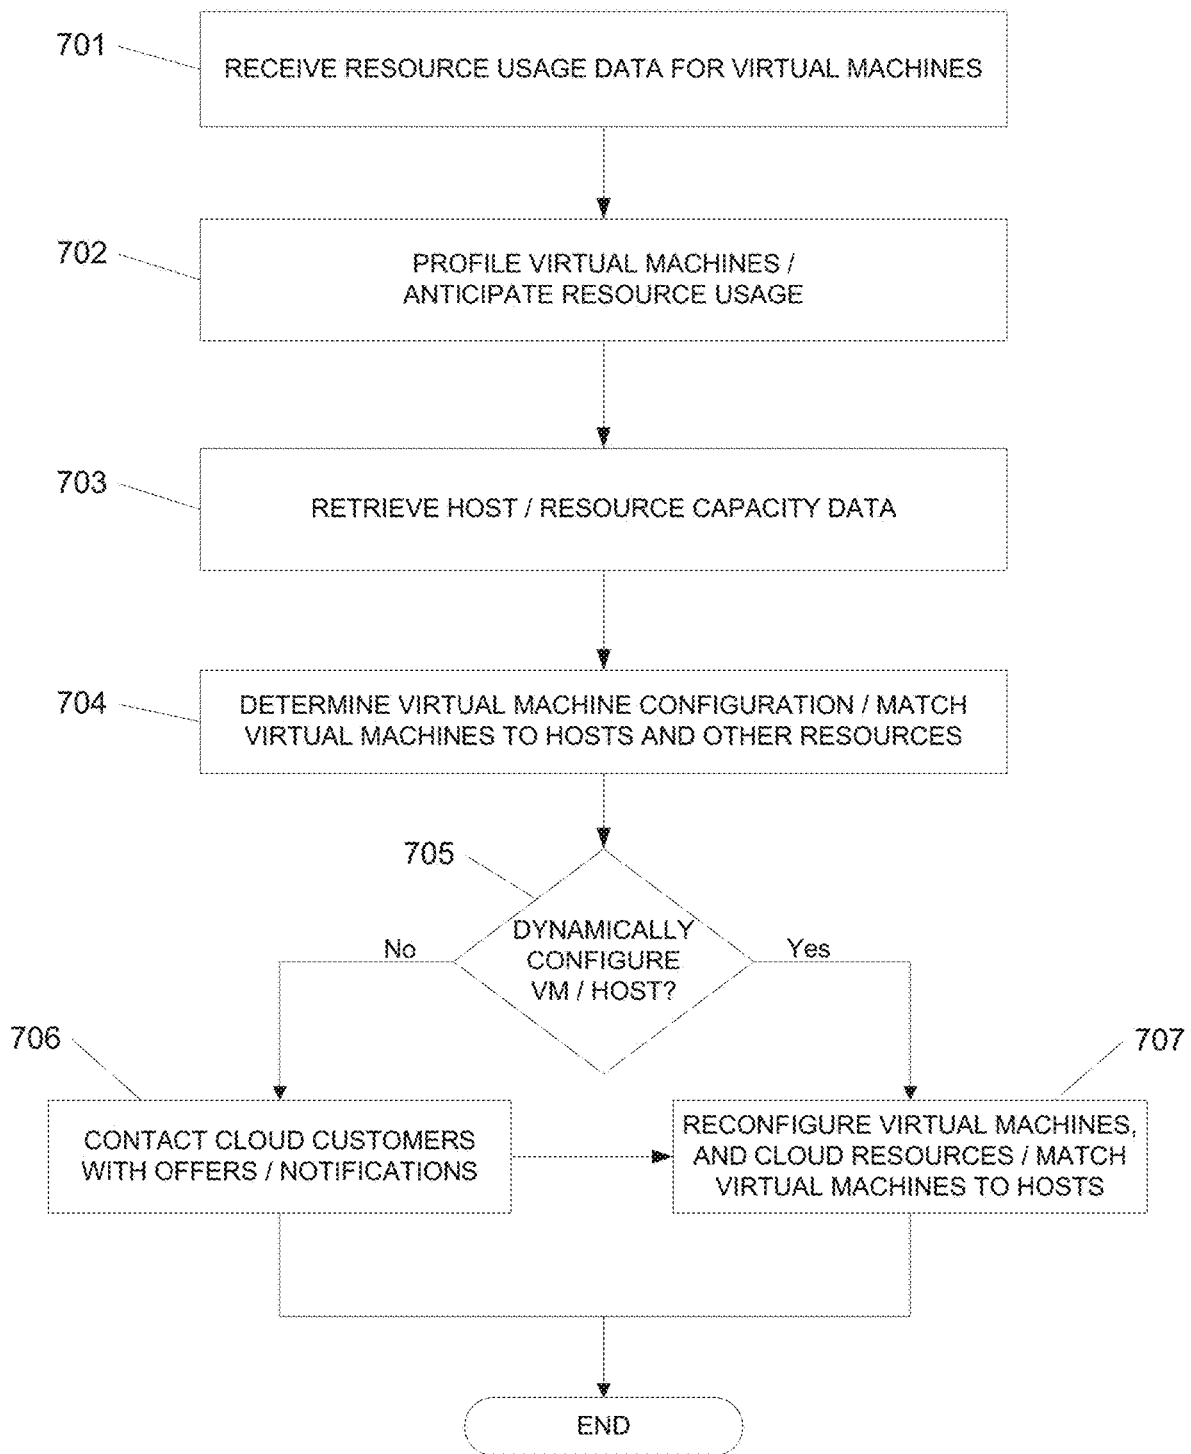 701
RECEIVE RESOURCE USAGE DATA FOR VIRTUAL MACHINES
702
PROFILE VIRTUAL MACHINES /
ANTICIPATE RESOURCE USAGE
703
RETRIEVE HOST / RESOURCE CAPACITY DATA
704
DETERMINE VIRTUAL MACHINE CONFIGURATION / MATCH
VIRTUAL MACHINES TO HOSTS AND OTHER RESOURCES
705
DYNAMICALLY
CONFIGURE
VM / HOST?
No
Yes
706
CONTACT CLOUD CUSTOMERS
WITH OFFERS / NOTIFICATIONS
707
RECONFIGURE VIRTUAL MACHINES,
AND CLOUD RESOURCES / MATCH
VIRTUAL MACHINES TO HOSTS
END